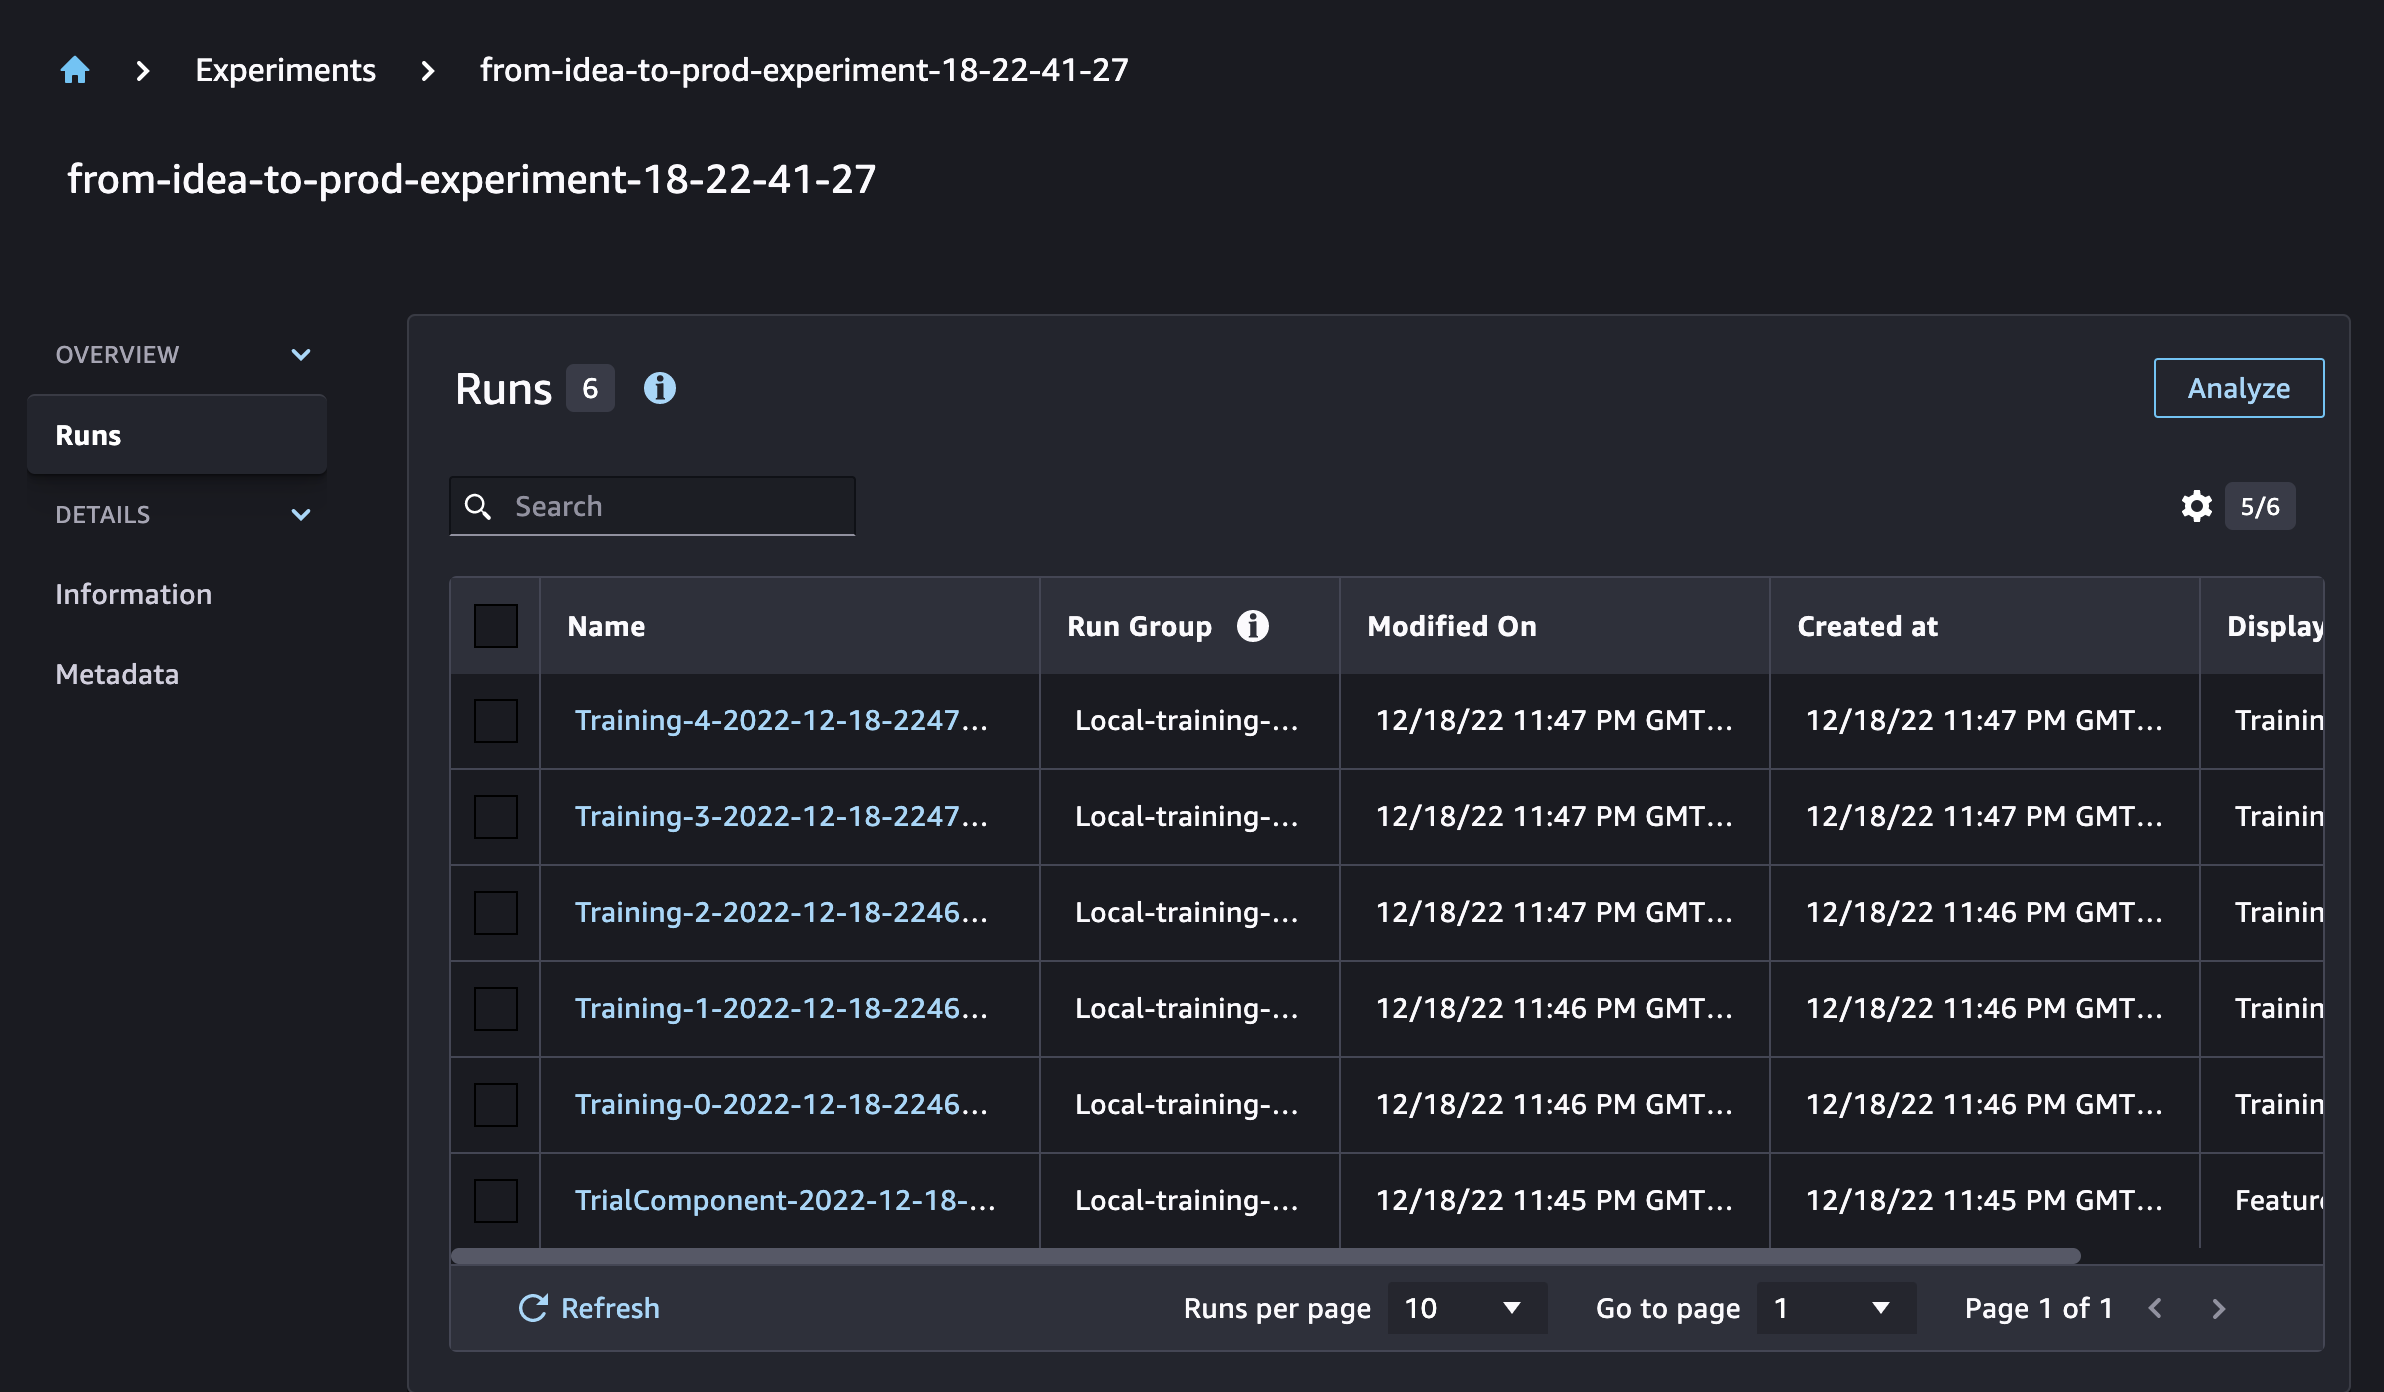 Experiments from-idea-to-prod-experiment-18-22-41-27
from-idea-to-prod-experiment-18-22-41-27
OVERVIEW
Runs
DETAILS
Information
Metadata
Runs 6 Analyze
Search 5/6
Name Run Group Modified On Created at Display
Training-4-2022-12-18-2247... Local-training-... 12/18/22 11:47 PM GMT... 12/18/22 11:47 PM GMT... Trainin
Training-3-2022-12-18-2247... Local-training-... 12/18/22 11:47 PM GMT... 12/18/22 11:47 PM GMT... Trainin
Training-2-2022-12-18-2246... Local-training-... 12/18/22 11:47 PM GMT... 12/18/22 11:46 PM GMT... Trainin
Training-1-2022-12-18-2246... Local-training-... 12/18/22 11:46 PM GMT... 12/18/22 11:46 PM GMT... Trainin
Training-0-2022-12-18-2246... Local-training-... 12/18/22 11:46 PM GMT... 12/18/22 11:46 PM GMT... Trainin
TrialComponent-2022-12-18-... Local-training-... 12/18/22 11:45 PM GMT... 12/18/22 11:45 PM GMT... Feature
Refresh Runs per page 10 Go to page 1 Page 1 of 1